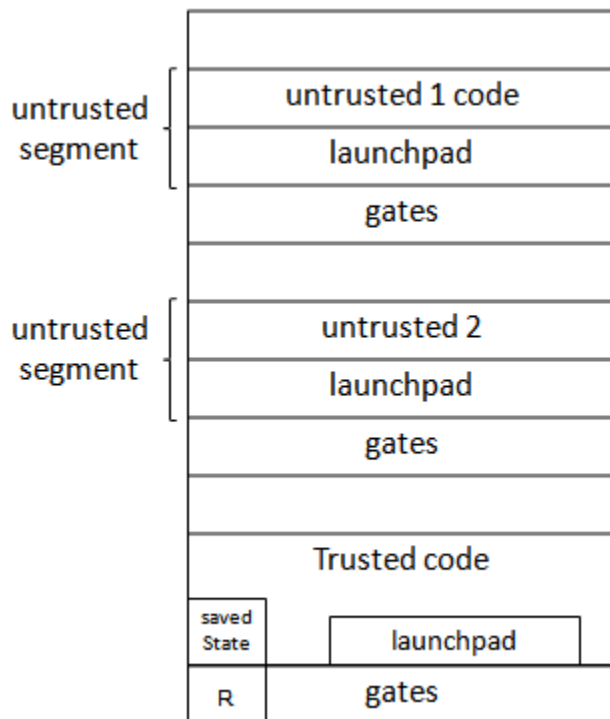 untrusted
segment
untrusted 1 code
launchpad
gates
untrusted
segment
untrusted 2
launchpad
gates
Trusted code
saved
State
launchpad
R
gates